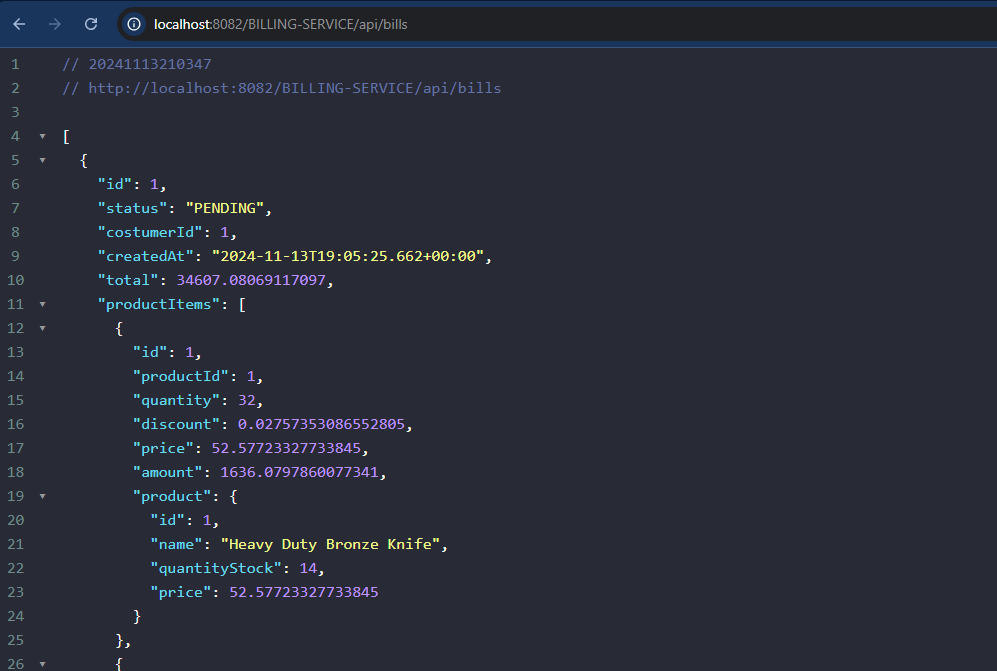 localhost:8082/BILLING-SERVICE/api/bills
1 // 20241113210347
2 // http://localhost:8082/BILLING-SERVICE/api/bills
3
4 [
5 {
6 "id": 1,
7 "status": "PENDING",
8 "costumerId": 1,
9 "createdAt": "2024-11-13T19:05:25.662+00:00",
10 "total": 34607.08069117097,
11 "productItems": [
12 {
13 "id": 1,
14 "productId": 1,
15 "quantity": 32,
16 "discount": 0.02757353086552805,
17 "price": 52.57723327733845,
18 "amount": 1636.0797860077341,
19 "product": {
20 "id": 1,
21 "name": "Heavy Duty Bronze Knife",
22 "quantityStock": 14,
23 "price": 52.57723327733845
24 }
25 },
26 {